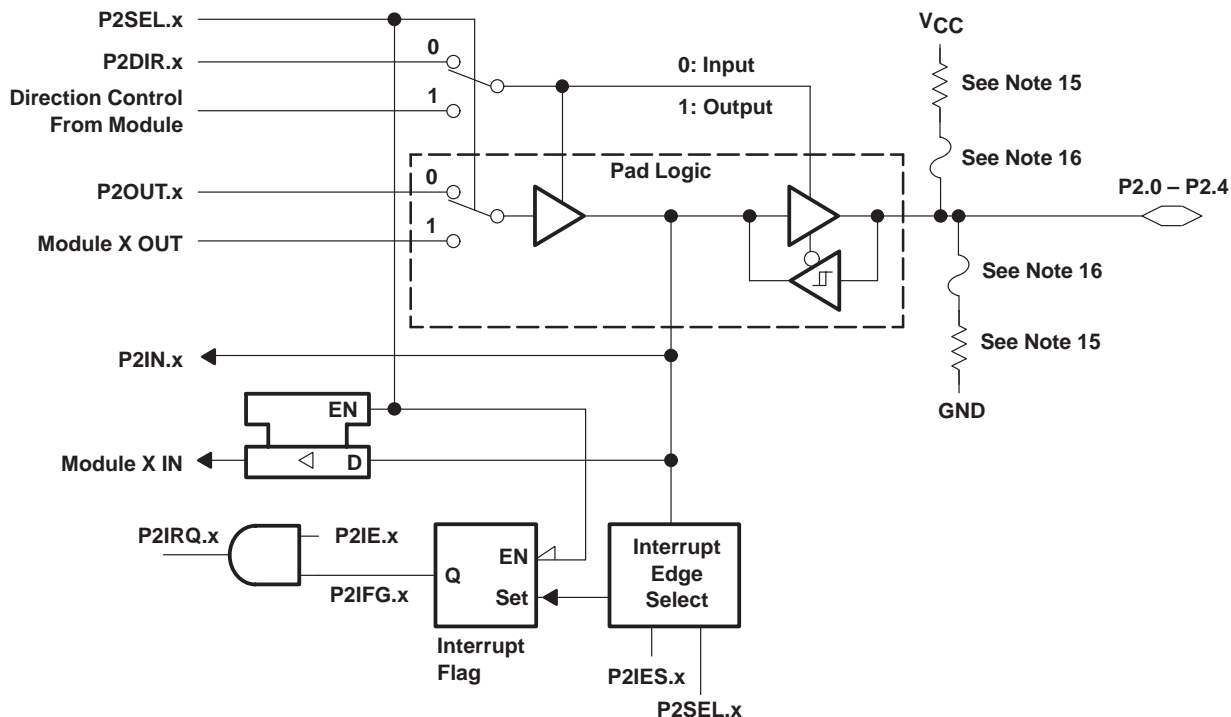 P2SEL.x
VCC
0
P2DIR.x
0: Input
See Note 15
Direction Control
From Module
1
1: Output
See Note 16
Pad Logic
P2.0 – P2.4
P2OUT.x
0
1
Module X OUT
See Note 16
See Note 15
P2IN.x
GND
EN
Module X IN
D
P2IRQ.x
P2IE.x
P2IFG.x
Q
EN
Set
Interrupt
Edge
Select
Interrupt
Flag
P2IES.x
P2SEL.x